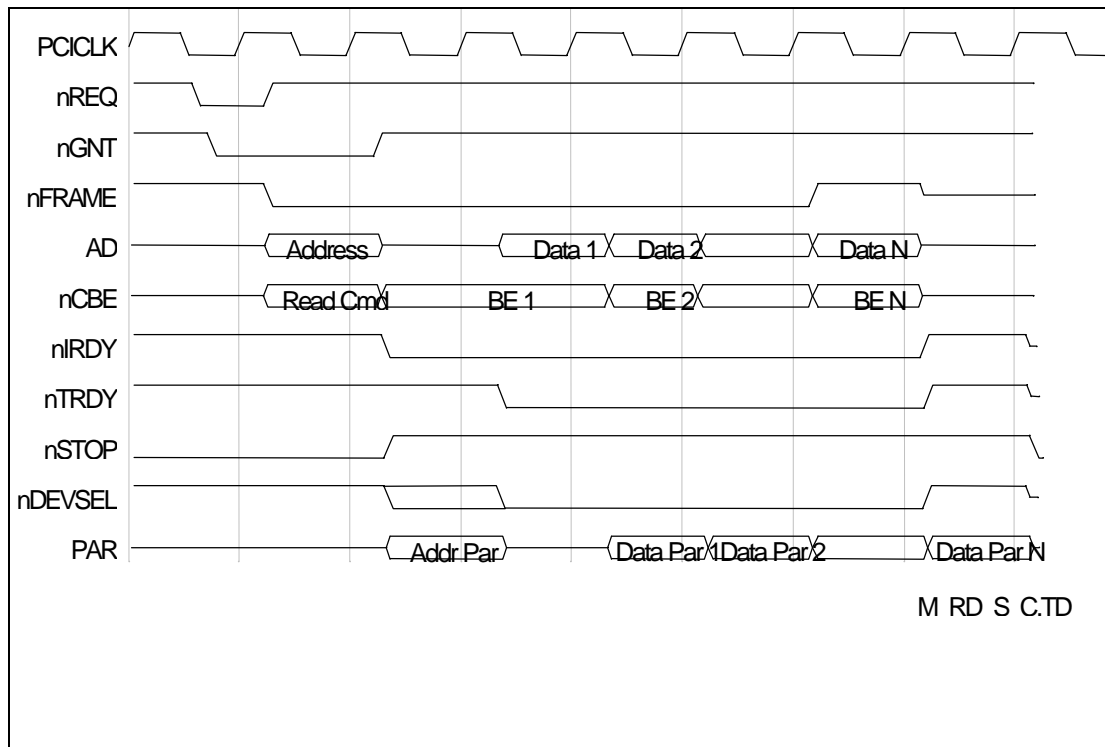 PCICLK
nREQ
nGNT
nFRAME
AD Address Data 1 Data 2 Data N
nCBE Read Cmd BE 1 BE 2 BE N
nIRDY
nTRDY
nSTOP
nDEVSEL
PAR Addr Par Data Par 1 Data Par 2 Data Par N
M RD S C.TD